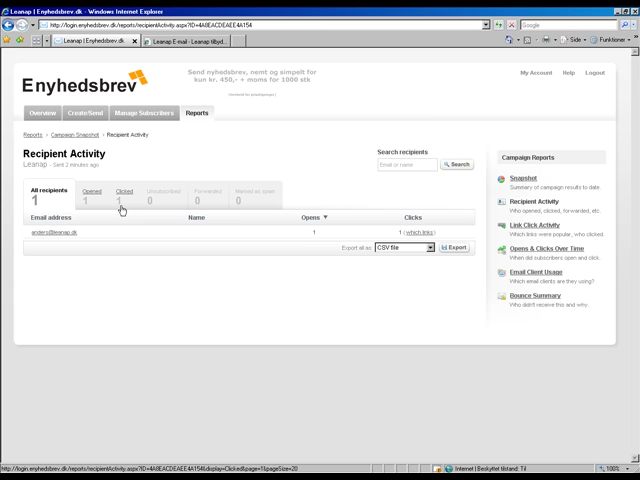 Leanap | Enyhedsbrev.dk - Windows Internet Explorer
http://login.enyhedsbrev.dk/reports/recipientActivity.aspx?ID=4A8EACDEAEE4A154
Google
Leanap | Enyhedsbrev.dk
Leanap E-mail - Leanap tilbyd...
Side
Funktioner
Enyhedsbrev
Send nyhedsbrev, nemt og simpelt for
kun kr. 450,- + moms for 1000 stk
My Account Help Logout
Overview Create/Send Manage Subscribers Reports
Reports › Campaign Snapshot › Recipient Activity
Recipient Activity
Leanap - Sent 2 minutes ago
Search recipients
Email or name
Search
All recipients Opened Clicked Unsubscribed Forwarded Marked as spam
1 1 1 0 0 0
Email address Name Opens Clicks
anders@leanap.dk 1 1 (which links)
Export all as: CSV file Export
Campaign Reports
Snapshot
Summary of campaign results to date.
Recipient Activity
Who opened, clicked, forwarded, etc.
Link Click Activity
Which links were popular, who clicked.
Opens & Clicks Over Time
When did subscribers open and click.
Email Client Usage
Which email clients are they using?
Bounce Summary
Who didn't receive this and why.
http://login.enyhedsbrev.dk/reports/recipientActivity.aspx?ID=4A8EACDEAEE4A154&display=Clicked&page=1&pageSize=20
Internet | Beskyttet tilstand: Til
100%